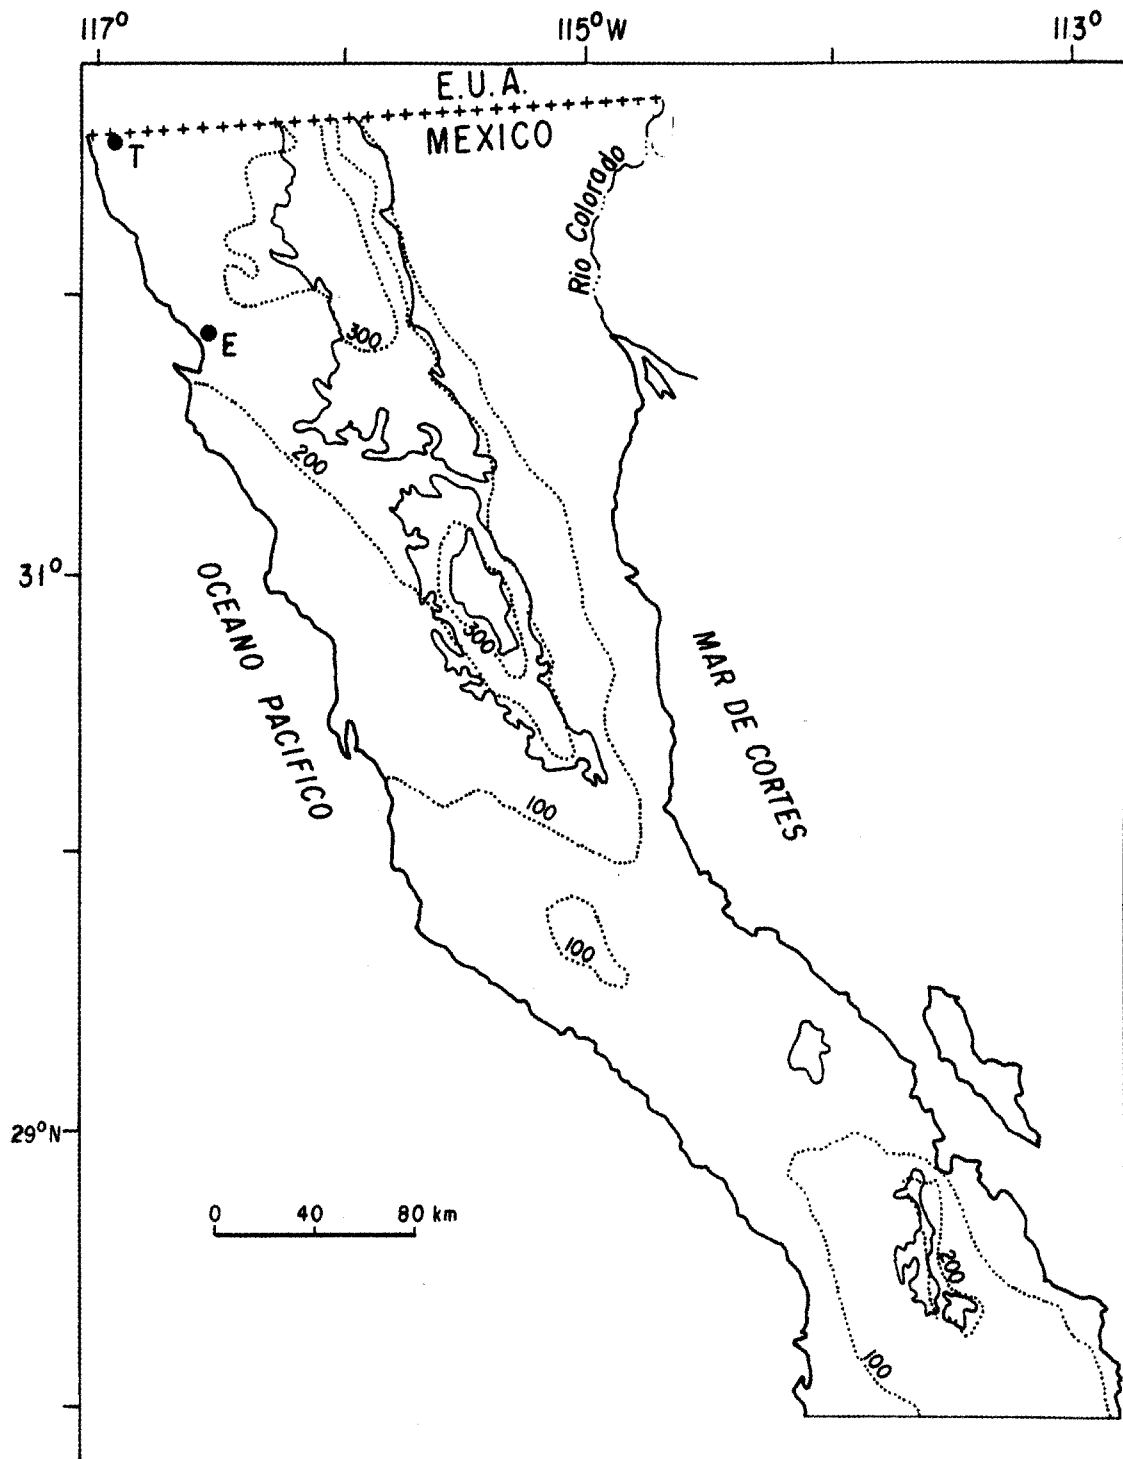 117° 115°W 113°
E.U.A.
MEXICO
T
Rio Colorado
E
300
200
31°
OCEANO PACIFICO
300
MAR DE CORTES
100
100
29°N
0 40 80 km
200
100